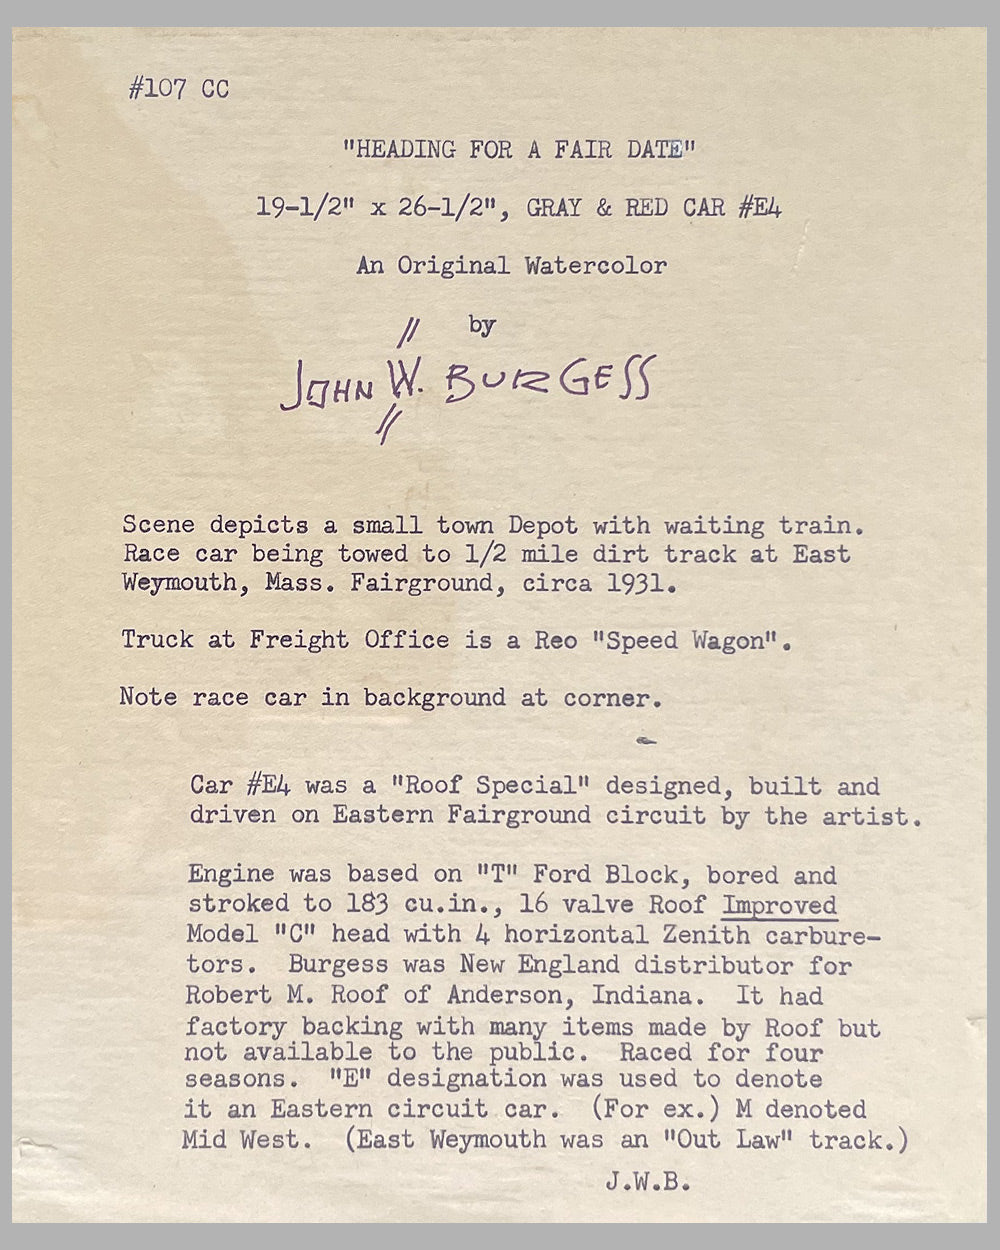 #107 CC
"HEADING FOR A FAIR DATE"
19-1/2" x 26-1/2", GRAY & RED CAR #E4
An Original Watercolor
by
JOHN W. BURGESS
Scene depicts a small town Depot with waiting train.
Race car being towed to 1/2 mile dirt track at East
Weymouth, Mass. Fairground, circa 1931.
Truck at Freight Office is a Reo "Speed Wagon".
Note race car in background at corner.
Car #E4 was a "Roof Special" designed, built and
driven on Eastern Fairground circuit by the artist.
Engine was based on "T" Ford Block, bored and
stroked to 183 cu.in., 16 valve Roof Improved
Model "C" head with 4 horizontal Zenith carbure-
tors.  Burgess was New England distributor for
Robert M. Roof of Anderson, Indiana.  It had
factory backing with many items made by Roof but
not available to the public.  Raced for four
seasons.  "E" designation was used to denote
it an Eastern circuit car.  (For ex.) M denoted
Mid West.  (East Weymouth was an "Out Law" track.)
J.W.B.